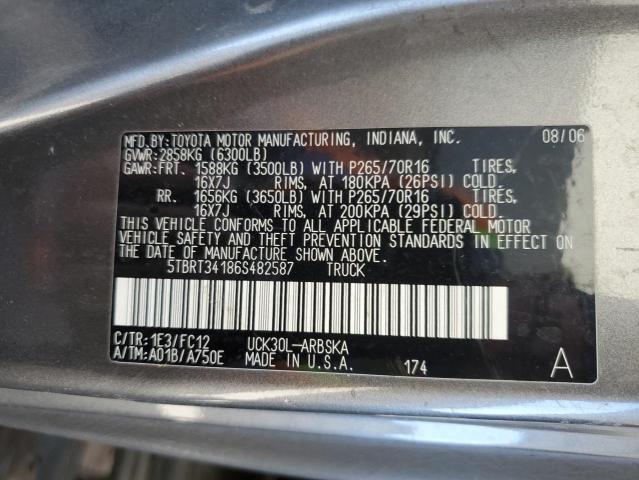 MFD.BY:TOYOTA MOTOR MANUFACTURING, INDIANA, INC. 08/06
GVWR:2858KG (6300LB)
GAWR:FRT. 1588KG (3500LB) WITH P265/70R16 TIRES,
16X7J RIMS, AT 180KPA (26PSI) COLD.
RR. 1656KG (3650LB) WITH P265/70R16 TIRES,
16X7J RIMS, AT 200KPA (29PSI) COLD.
THIS VEHICLE CONFORMS TO ALL APPLICABLE FEDERAL MOTOR
VEHICLE SAFETY AND BUMPER STANDARDS IN EFFECT ON
THE DATE OF MANUFACTURE SHOWN ABOVE.
5TBRT34186S482587 TRUCK
C/TR:1E3/FC12 UCK30L-ARBSKA
A/TM:A01B/A750E MADE IN U.S.A. 174 A